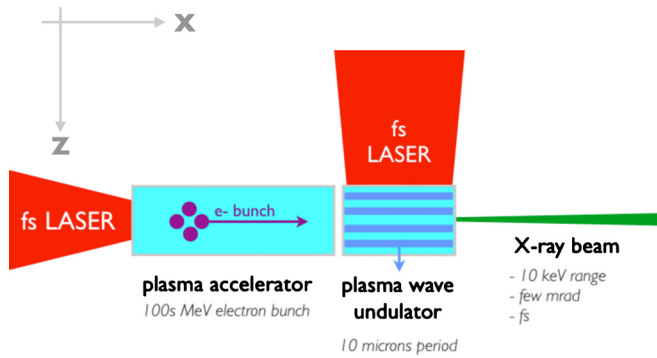 X
Z
fs
LASER
fs LASER
e- bunch
plasma accelerator
100s MeV electron bunch
plasma wave
undulator
10 microns period
X-ray beam
- 10 keV range
- few mrad
- fs